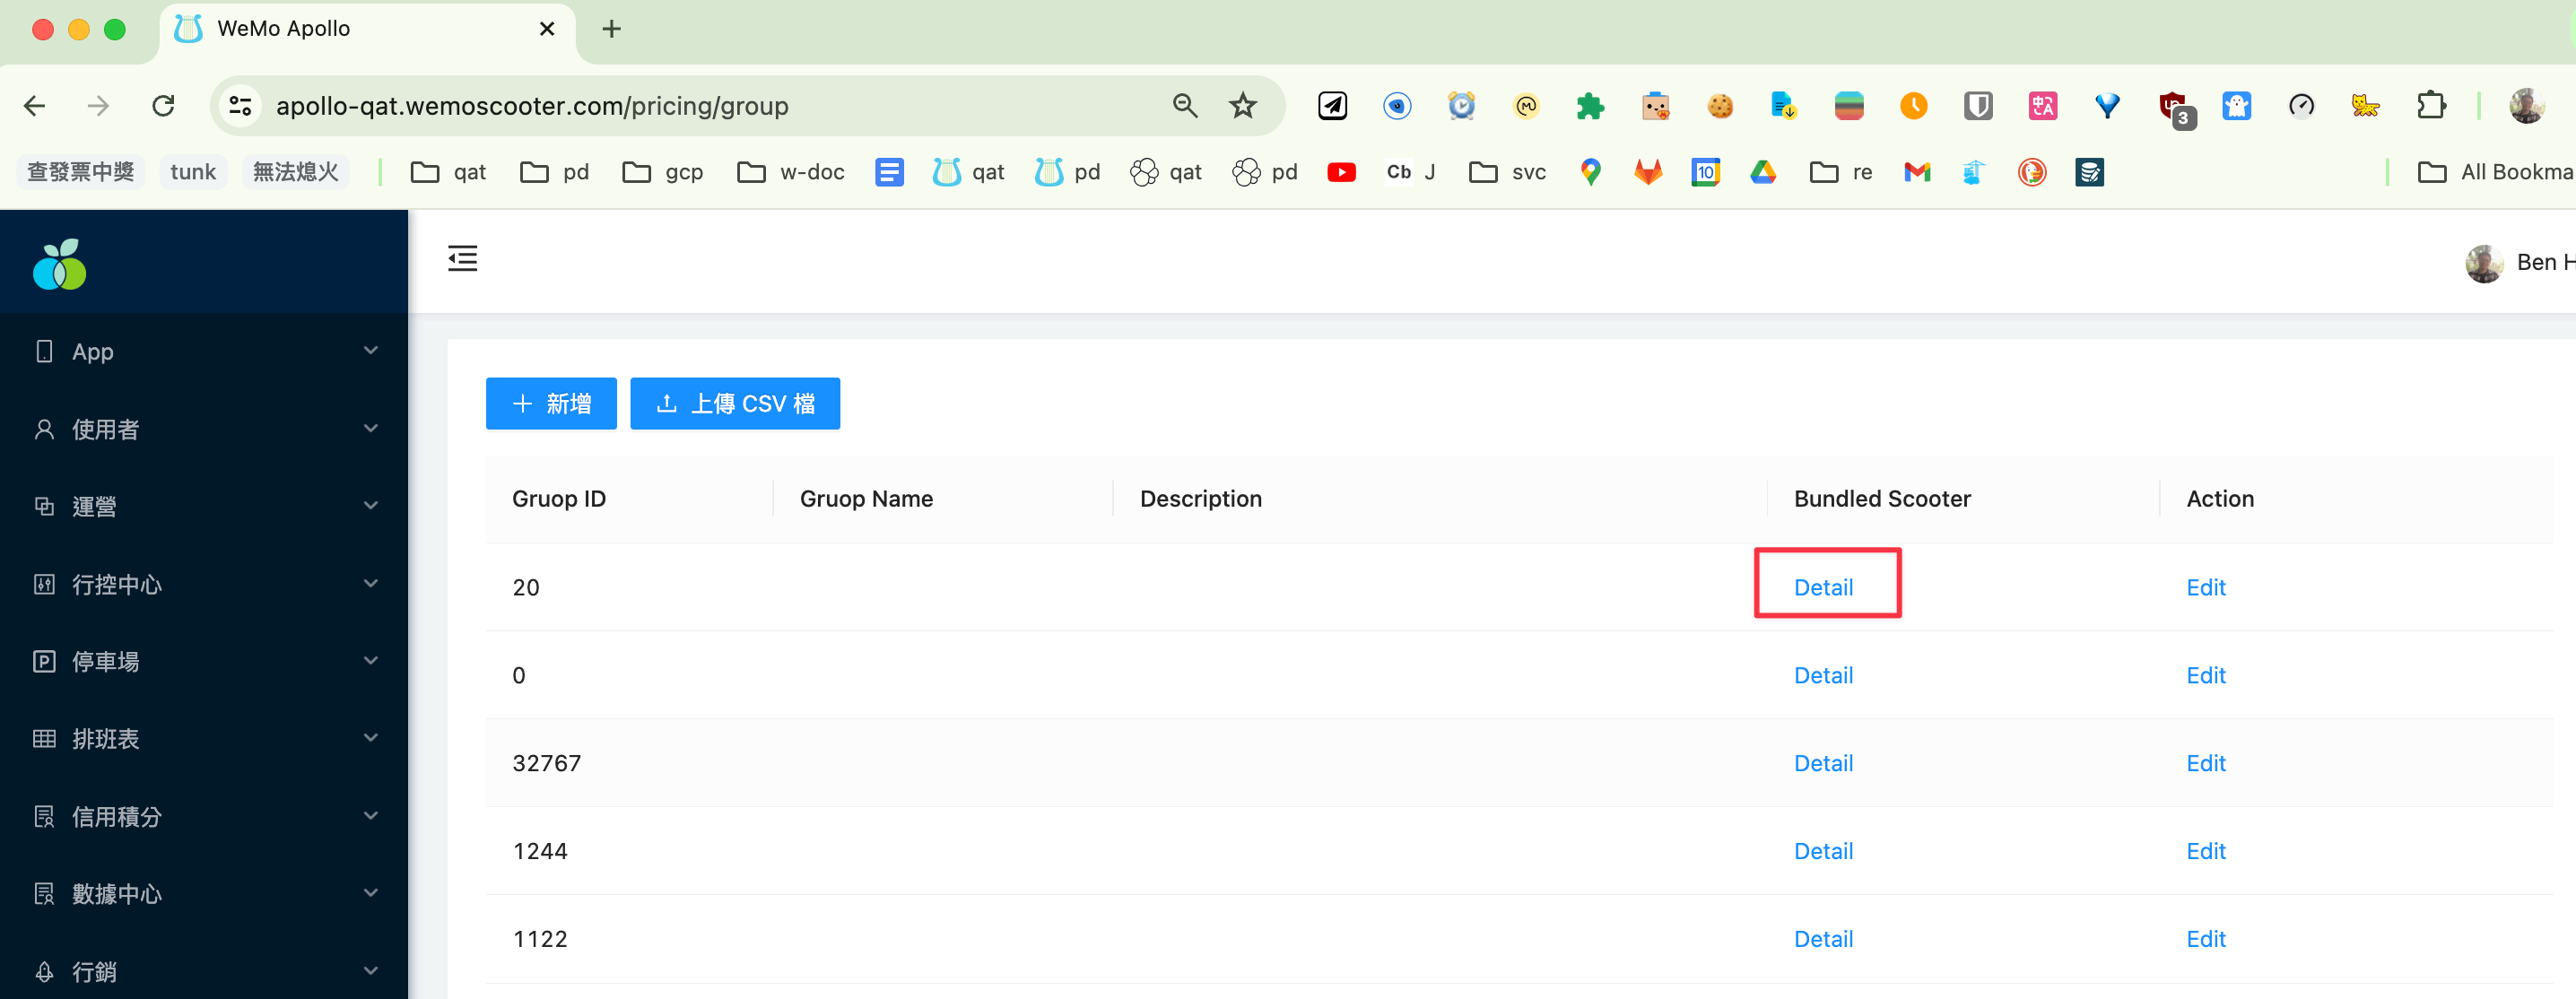 WeMo Apollo
apollo-qat.wemoscooter.com/pricing/group
3
查發票中獎 tunk 無法熄火 qat pd gcp w-doc qat pd qat pd Cb J svc 10 re All Bookma
Ben H
App
使用者
運營
行控中心
停車場
排班表
信用積分
數據中心
行銷
新增 上傳 CSV 檔
Gruop ID Gruop Name Description Bundled Scooter Action
20 Detail Edit
0 Detail Edit
32767 Detail Edit
1244 Detail Edit
1122 Detail Edit